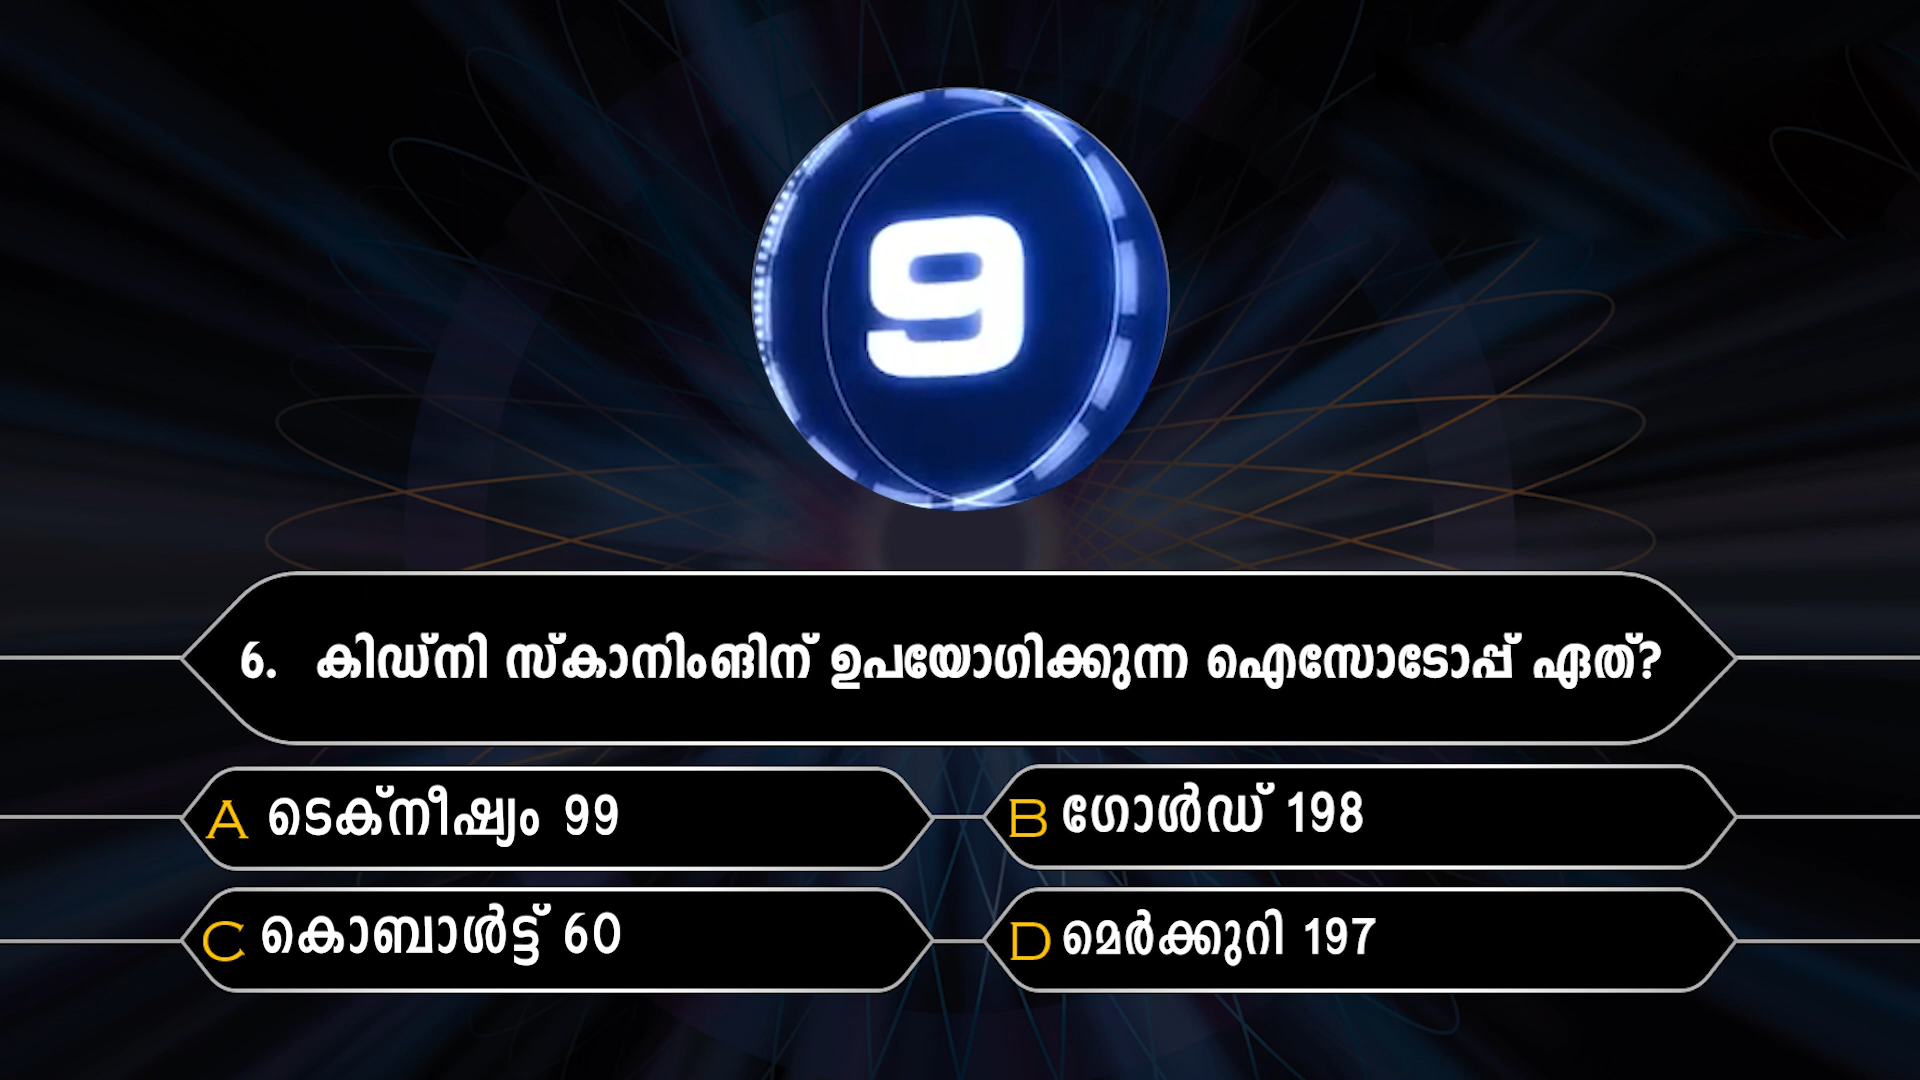 9
6. കിഡ്നി സ്കാനിംങിന് ഉപയോഗിക്കുന്ന ഐസോടോപ്പ് ഏത്?
A ടെക്നീഷ്യം 99
B ഗോൾഡ് 198
C കൊബാൾട്ട് 60
D മെർക്കുറി 197